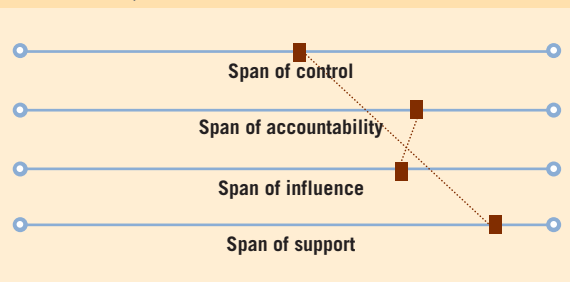 Span of control
Span of accountability
Span of influence
Span of support